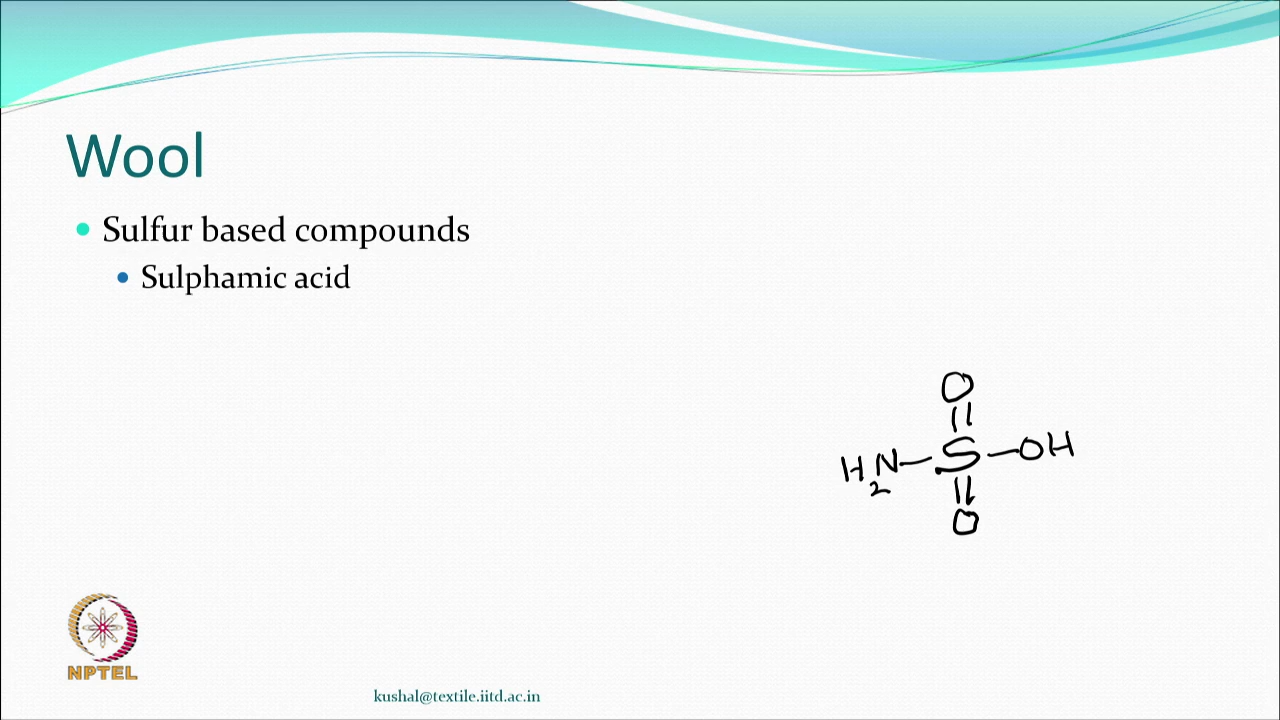 Wool
Sulfur based compounds
Sulphamic acid
O
||
H2N—S—OH
||
O
NPTEL
kushal@textile.iitd.ac.in